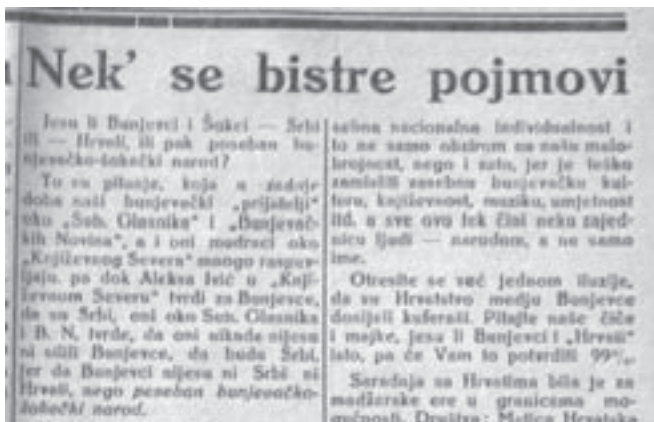 Nek' se bistre pojmovi
Jesu li Bunjevci i Šokci — Srbi
ili — Hrvati, ili pak poseban bu-
njevačko-šokački narod?
To su pitanje, koja u zadnje
doba naši bunjevački „prijatelji"
oko „Sub. Glasnika" i „Bunjevač-
kih Novina", a i oni mudraci oko
„Književnog Severa" mnogo raspra-
vljaju, pa dok Aleksa Ivić u „Knji-
ževnom Severu" tvrdi za Bunjevce,
da su Srbi, oni oko Sub. Glasnika
i B. N. tvrde, da oni nikada nijesu
ni silili Bunjevce, da budu Srbi,
jer da Bunjevci nijesu ni Srbi ni
Hrvati, nego poseban bunjevačko-
šokački narod.
sebna nacionalna individualnost i
to ne samo obzirom na našu malo-
brojnost, nego i zato, jer je teško
zamisliti zasebnu bunjevačku kul-
turu, književnost, muziku, umjetnost
itd. a sve ovo tek čini neku zajed-
nicu ljudi — narodom, a ne samo
ime.
Otresite se već jednom iluzije,
da su Hrvatstvo medju Bunjevce
donijeli kuferaši. Pitajte naše čiče
i majke, jesu li Bunjevci i „Hrvati"
isto, pa će Vam to potvrditi 99%.
Saradnja sa Hrvatima bila je za
madžarske ere u granicama mo-
gućnosti. Društva: Matica Hrvatska